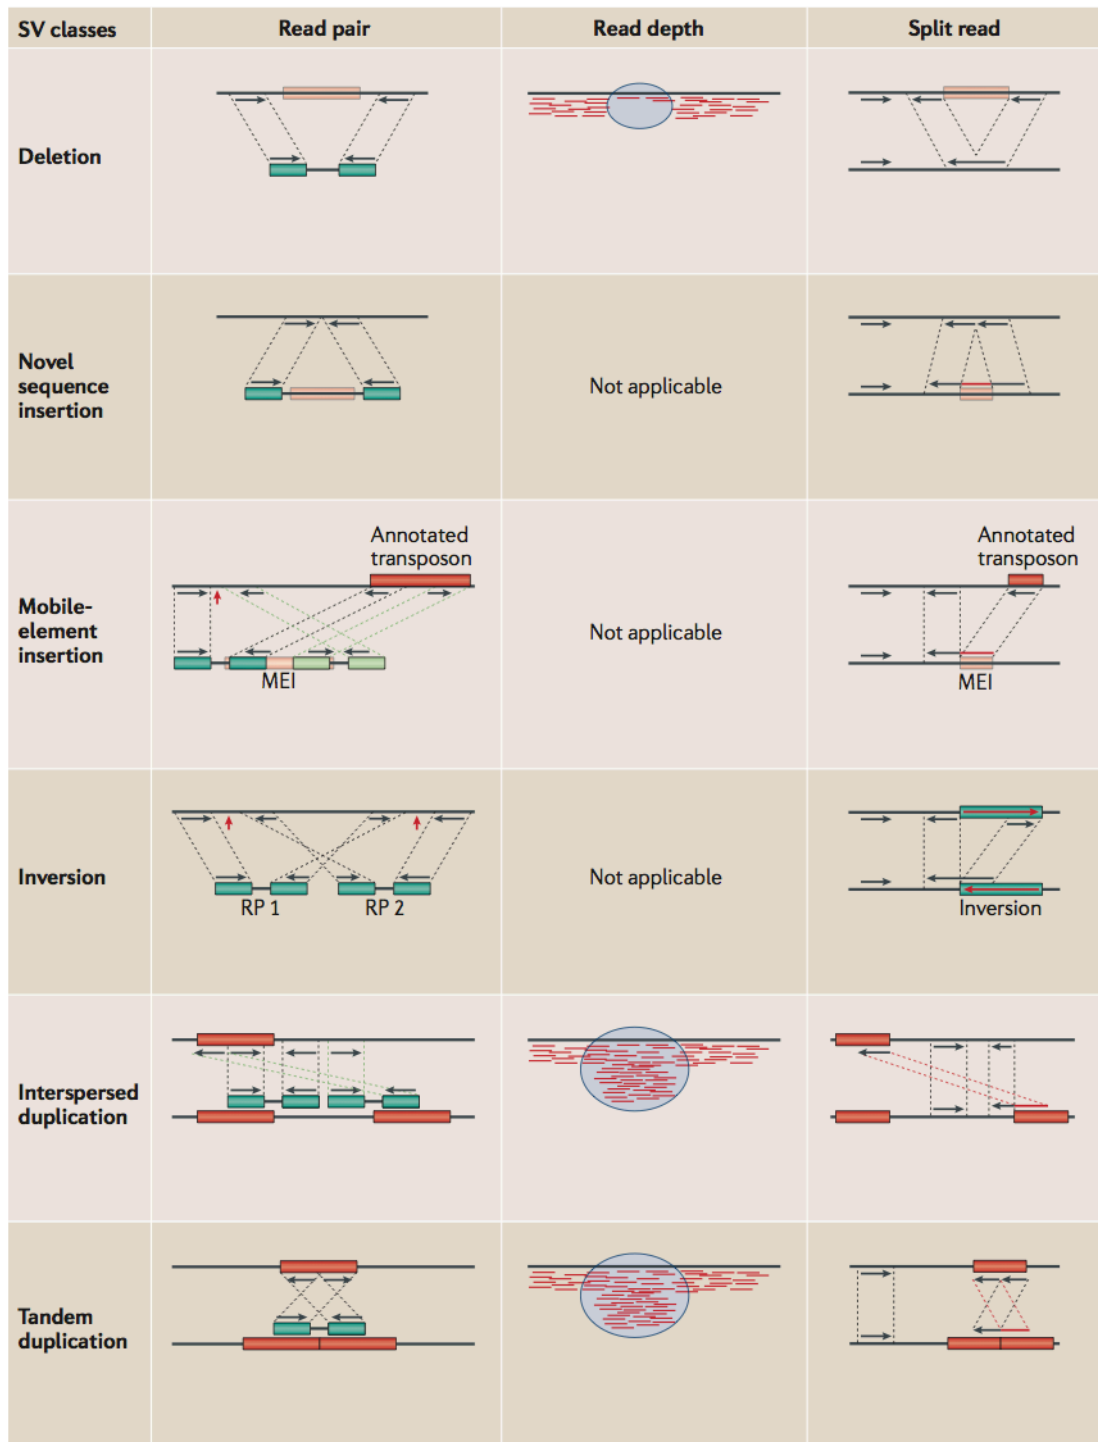 SV classes
Read pair
Read depth
Split read
Deletion
Novel
sequence
insertion
Not applicable
Mobile-
element
insertion
Annotated
transposon
MEI
Not applicable
Annotated
transposon
MEI
Inversion
RP 1
RP 2
Not applicable
Inversion
Interspersed
duplication
Tandem
duplication